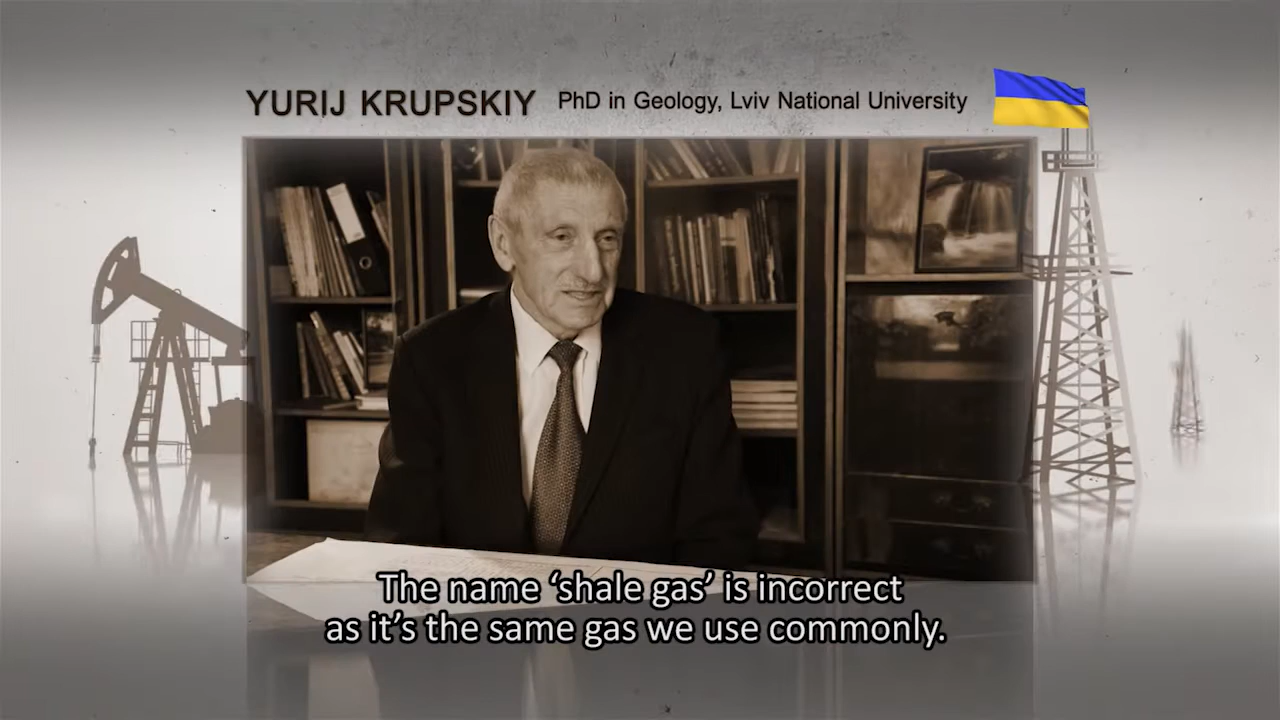 YURIJ KRUPSKIY PhD in Geology, Lviv National University
The name ‘shale gas’ is incorrect
as it’s the same gas we use commonly.